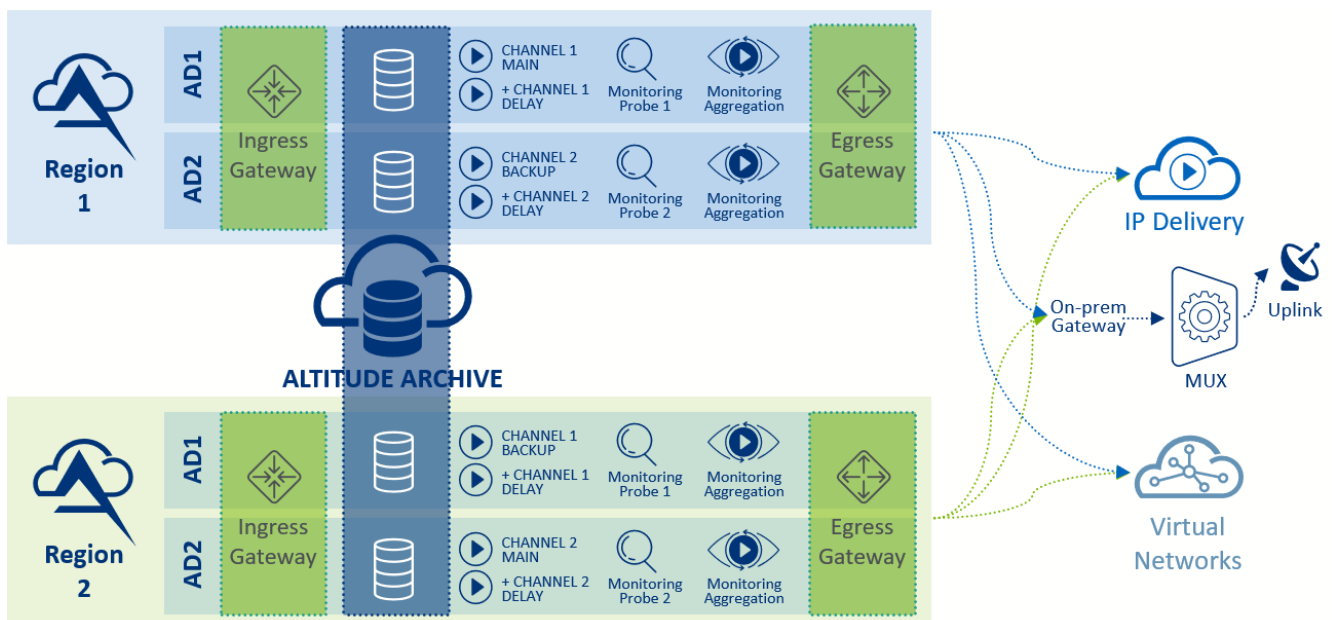 Region
1
AD1
Ingress
Gateway
CHANNEL 1
MAIN
+ CHANNEL 1
DELAY
Monitoring
Probe 1
Monitoring
Aggregation
AD2
CHANNEL 2
BACKUP
+ CHANNEL 2
DELAY
Monitoring
Probe 2
Monitoring
Aggregation
Egress
Gateway
ALTITUDE ARCHIVE
Region
2
AD1
Ingress
Gateway
CHANNEL 1
BACKUP
+ CHANNEL 1
DELAY
Monitoring
Probe 1
Monitoring
Aggregation
AD2
CHANNEL 2
MAIN
+ CHANNEL 2
DELAY
Monitoring
Probe 2
Monitoring
Aggregation
Egress
Gateway
IP Delivery
On-prem
Gateway
MUX
Uplink
Virtual
Networks